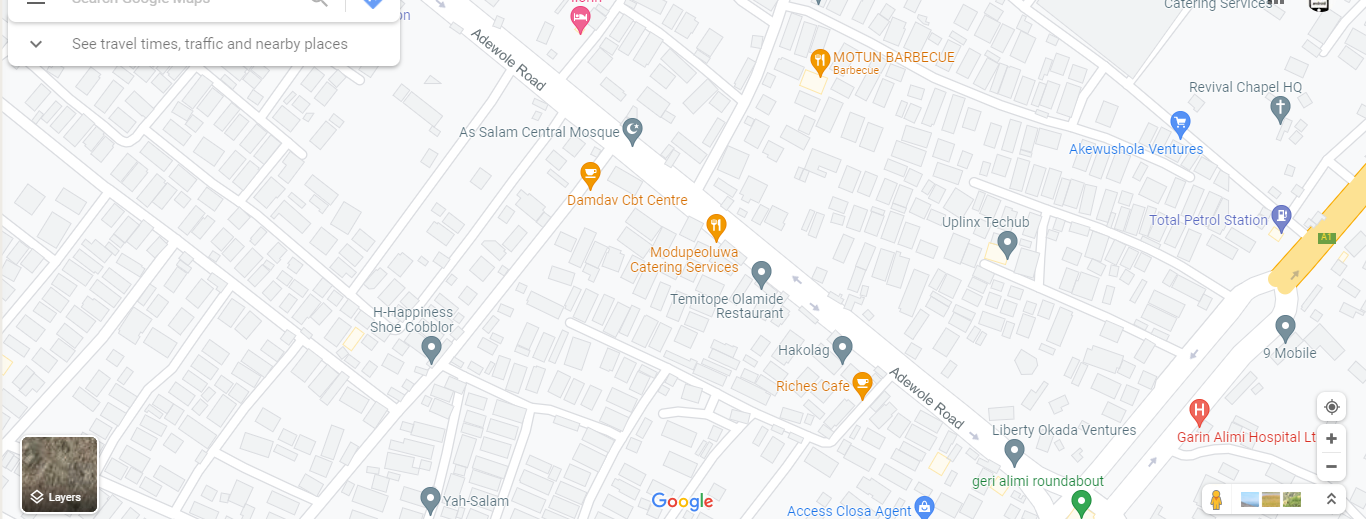 Search Google Maps
See travel times, traffic and nearby places
Adewole Road
Catering Services
MOTUN BARBECUE
Barbecue
Revival Chapel HQ
As Salam Central Mosque
Akewushola Ventures
Damdav Cbt Centre
Total Petrol Station
Uplinx Techub
A1
Modupeoluwa
Catering Services
Temitope Olamide
Restaurant
H-Happiness
Shoe Cobblor
Hakolag
9 Mobile
Riches Cafe
Adewole Road
Liberty Okada Ventures
Garin Alimi Hospital Lt
geri alimi roundabout
Layers
Yah-Salam
Google
Access Closa Agent